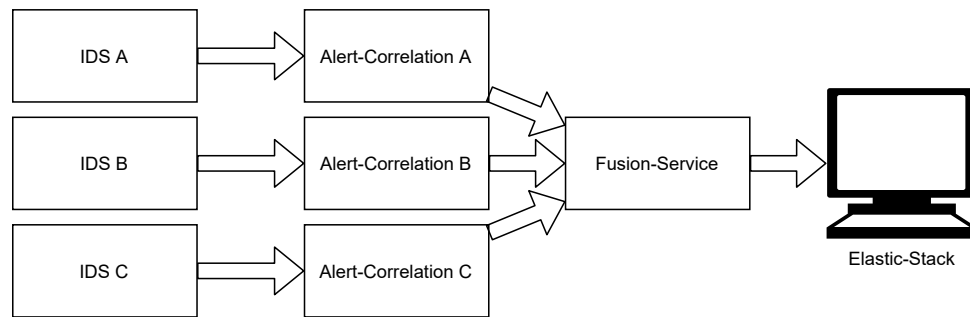 IDS A
Alert-Correlation A
IDS B
Alert-Correlation B
Fusion-Service
IDS C
Alert-Correlation C
Elastic-Stack